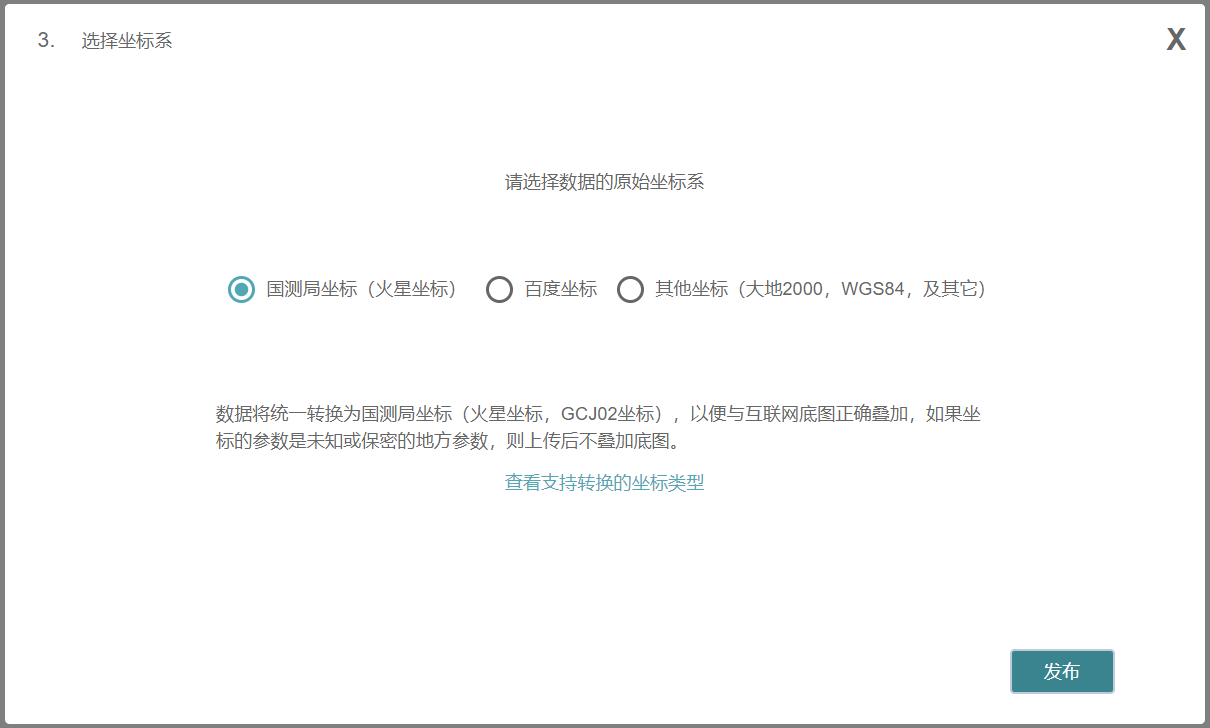 3. 选择坐标系
X
请选择数据的原始坐标系
国测局坐标（火星坐标） 百度坐标 其他坐标（大地2000，WGS84，及其它）
数据将统一转换为国测局坐标（火星坐标，GCJ02坐标），以便与互联网底图正确叠加，如果坐
标的参数是未知或保密的地方参数，则上传后不叠加底图。
查看支持转换的坐标类型
发布